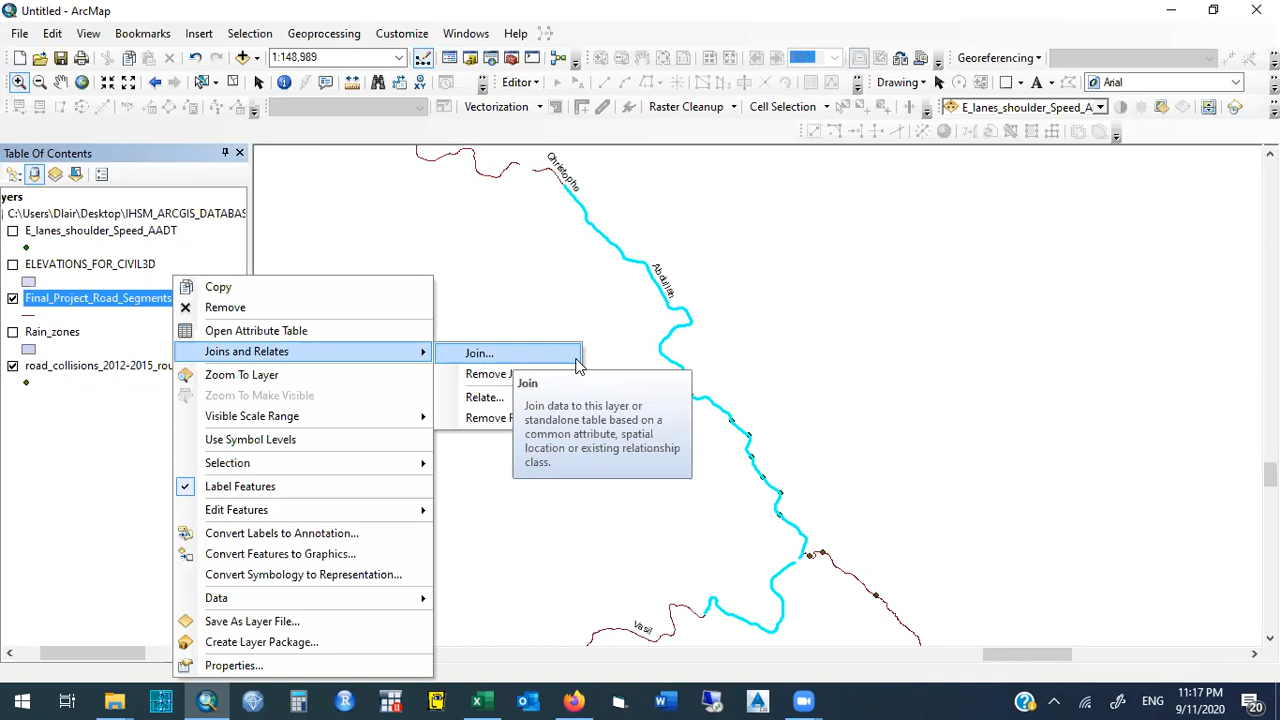 Untitled - ArcMap
File Edit View Bookmarks Insert Selection Geoprocessing Customize Windows Help
1:148,989 Georeferencing
Editor Drawing Arial
Vectorization Raster Cleanup Cell Selection E_lanes_shoulder_Speed_A
Table Of Contents
yers
C:\Users\Dlair\Desktop\IHSM_ARCGIS_DATABAS
E_lanes_shoulder_Speed_AADT
ELEVATIONS_FOR_CIVIL3D
Final_Project_Road_Segments
Rain_zones
road_collisions_2012-2015_rou
Copy
Remove
Open Attribute Table
Joins and Relates
Zoom To Layer
Zoom To Make Visible
Visible Scale Range
Use Symbol Levels
Selection
Label Features
Edit Features
Convert Labels to Annotation...
Convert Features to Graphics...
Convert Symbology to Representation...
Data
Save As Layer File...
Create Layer Package...
Properties...
Join...
Remove J
Relate...
Remove R
Join
Join data to this layer or
standalone table based on a
common attribute, spatial
location or existing relationship
class.
Christophe
Abdullah
Vasil
ENG
11:17 PM
9/11/2020
20